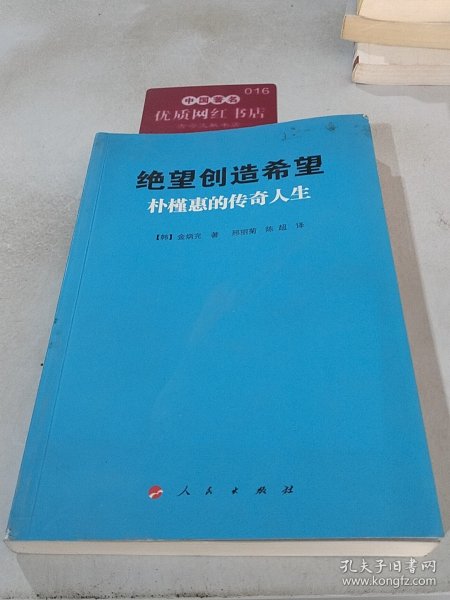 016
中国著名
优质网红书店
绝望创造希望
朴槿惠的传奇人生
【韩】金炳完 著 邢丽菊 陈 超 译
人民出版社
孔夫子旧书网
www.kongfz.com